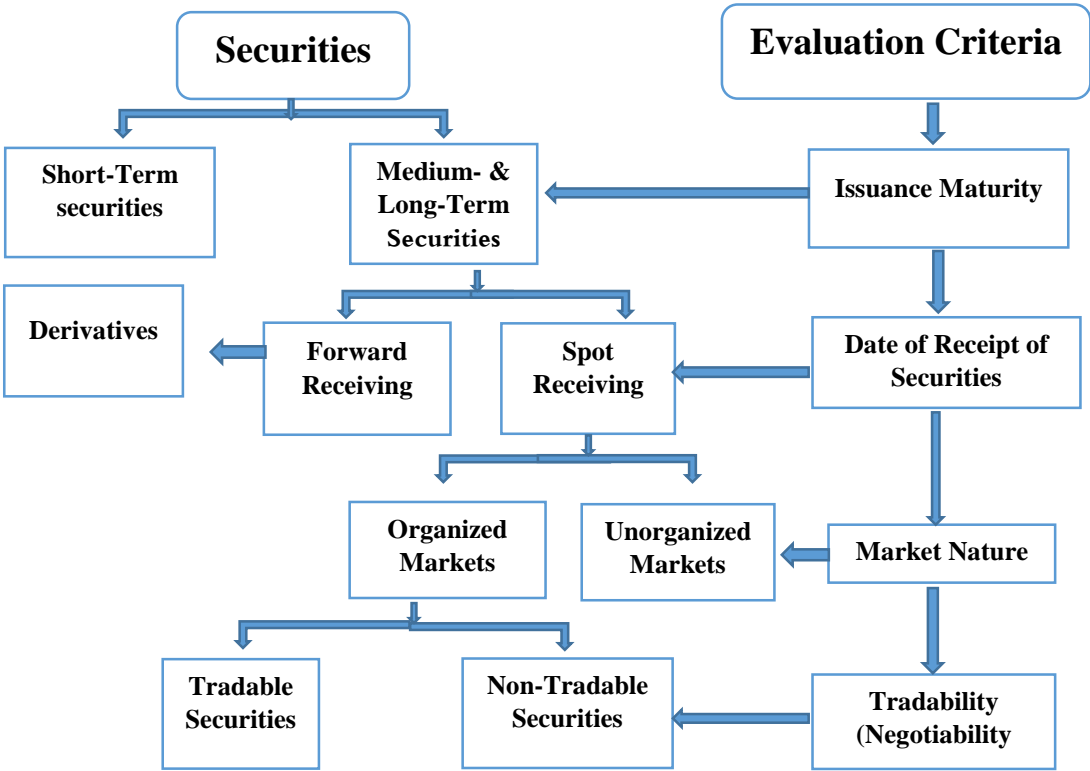 Securities
Evaluation Criteria
Short-Term
securities
Medium- &
Long-Term
Securities
Issuance Maturity
Derivatives
Forward
Receiving
Spot
Receiving
Date of Receipt of
Securities
Organized
Markets
Unorganized
Markets
Market Nature
Tradable
Securities
Non-Tradable
Securities
Tradability
(Negotiability